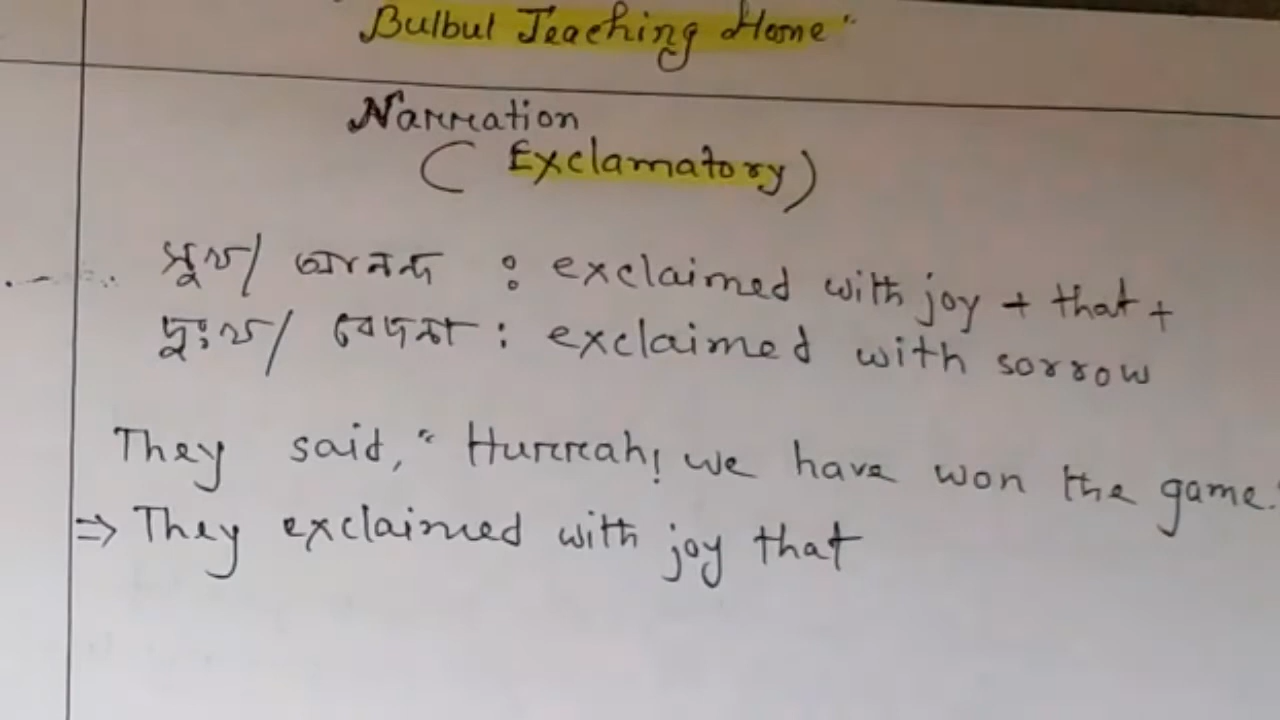 "Bulbul Teaching Home"
Narration
(Exclamatory)
সুখ/ আনন্দ : exclaimed with joy + that +
দুঃখ/ বেদনা : exclaimed with sorrow
They said, "Hurrah! we have won the game."
⇒ They exclaimed with joy that